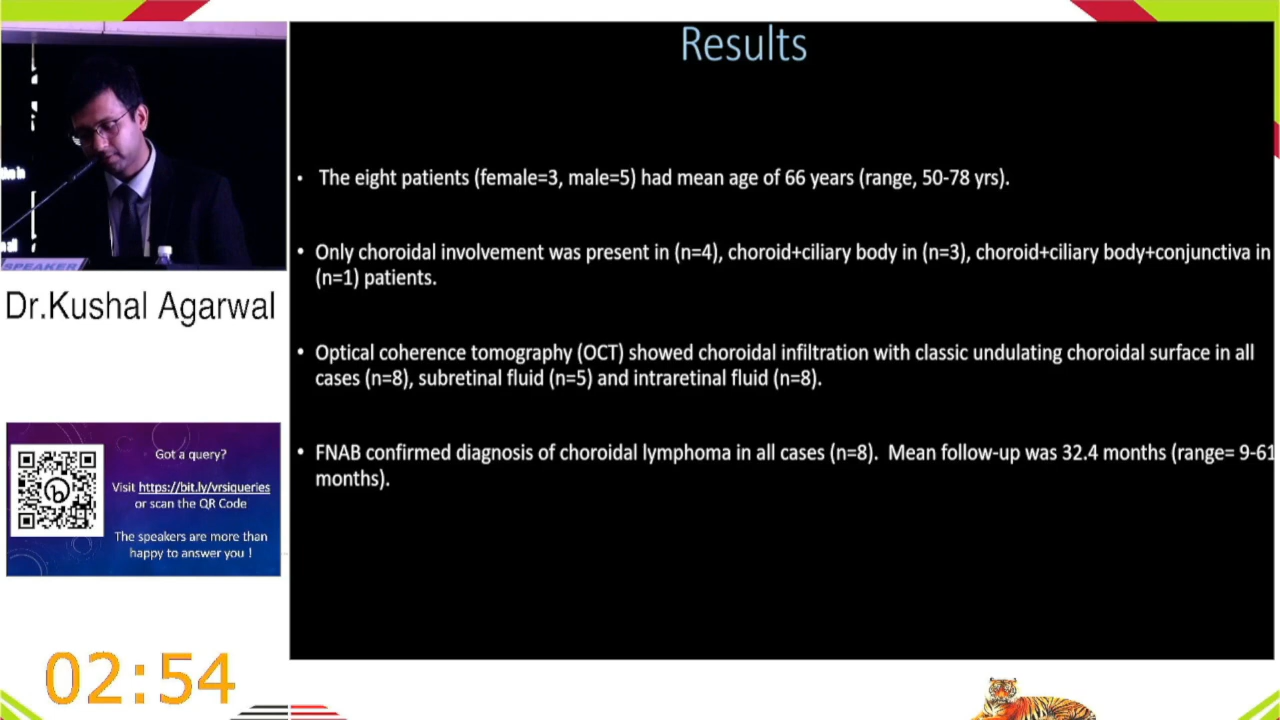 Results
• The eight patients (female=3, male=5) had mean age of 66 years (range, 50-78 yrs).
• Only choroidal involvement was present in (n=4), choroid+ciliary body in (n=3), choroid+ciliary body+conjunctiva in
(n=1) patients.
• Optical coherence tomography (OCT) showed choroidal infiltration with classic undulating choroidal surface in all
cases (n=8), subretinal fluid (n=5) and intraretinal fluid (n=8).
• FNAB confirmed diagnosis of choroidal lymphoma in all cases (n=8). Mean follow-up was 32.4 months (range= 9-61
months).
SPEAKER
Dr.Kushal Agarwal
Got a query?
Visit https://bit.ly/vrsiqueries
or scan the QR Code
The speakers are more than
happy to answer you !
02:54